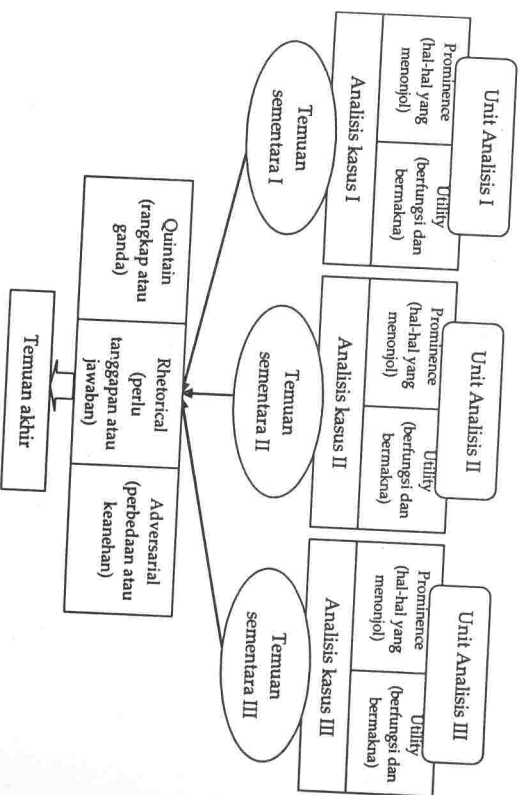 Unit Analisis I
Prominence
(hal-hal yang
menonjol)
Utility
(berfungsi dan
bermakna)
Analisis kasus I
Temuan
sementara I
Unit Analisis II
Prominence
(hal-hal yang
menonjol)
Utility
(berfungsi dan
bermakna)
Analisis kasus II
Temuan
sementara II
Unit Analisis III
Prominence
(hal-hal yang
menonjol)
Utility
(berfungsi dan
bermakna)
Analisis kasus III
Temuan
sementara III
Quintain
(rangkap atau
ganda)
Rhetorical
(perlu
tanggapan atau
jawaban)
Adversarial
(perbedaan atau
keanehan)
Temuan akhir